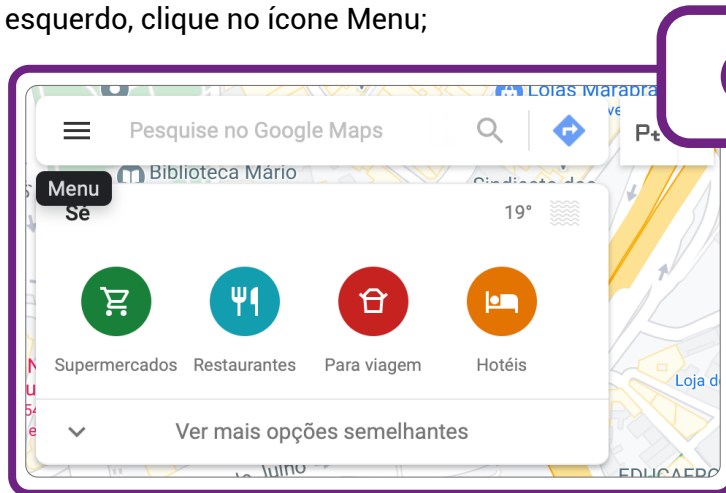 esquerdo, clique no ícone Menu;
Lojas Marabra
Pesquise no Google Maps
Biblioteca Mário
Menu
Sé
19°
Supermercados Restaurantes Para viagem Hotéis
Loja d
Ver mais opções semelhantes